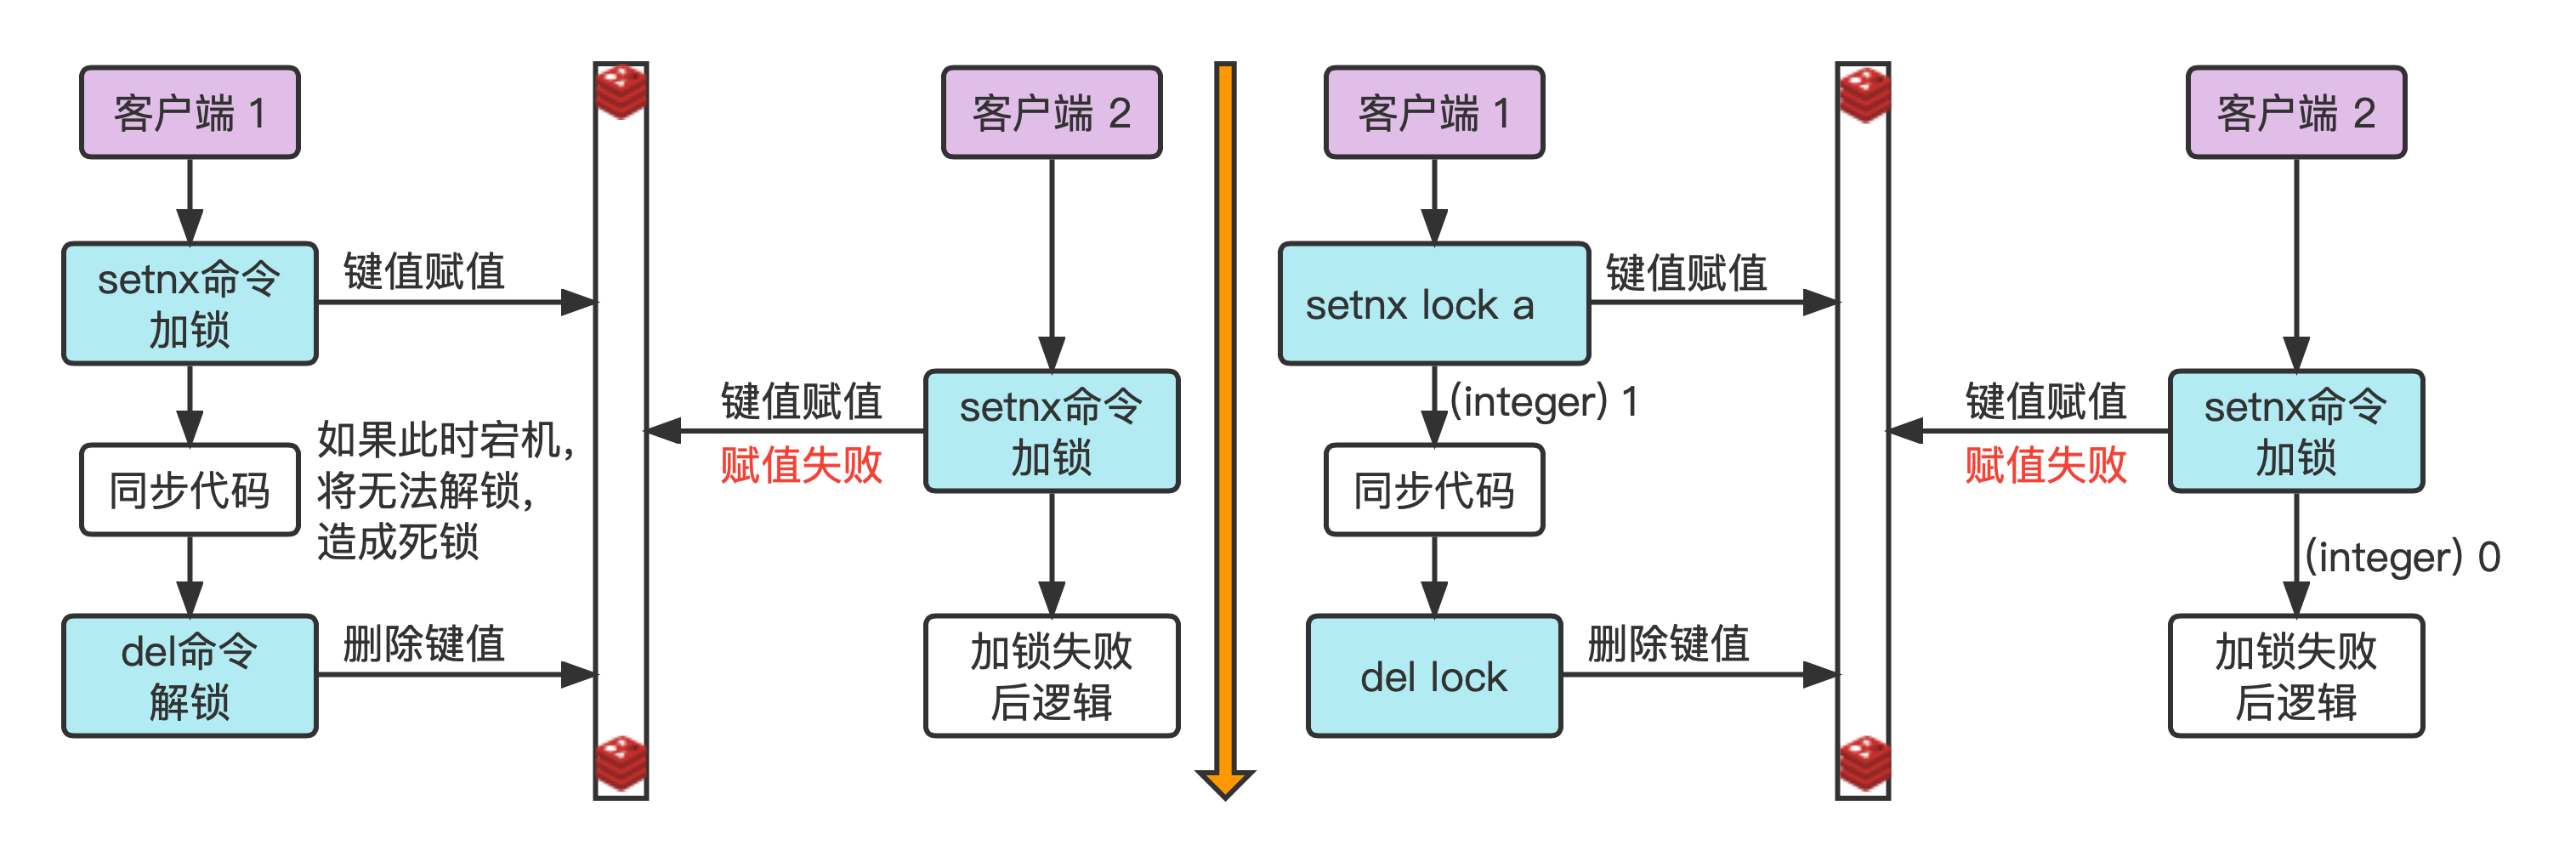 客户端 1
setnx命令
加锁
键值赋值
同步代码
如果此时宕机，
将无法解锁，
造成死锁
del命令
解锁
删除键值
客户端 2
setnx命令
加锁
键值赋值
赋值失败
加锁失败
后逻辑
客户端 1
setnx lock a
键值赋值
(integer) 1
同步代码
del lock
删除键值
客户端 2
setnx命令
加锁
键值赋值
赋值失败
(integer) 0
加锁失败
后逻辑